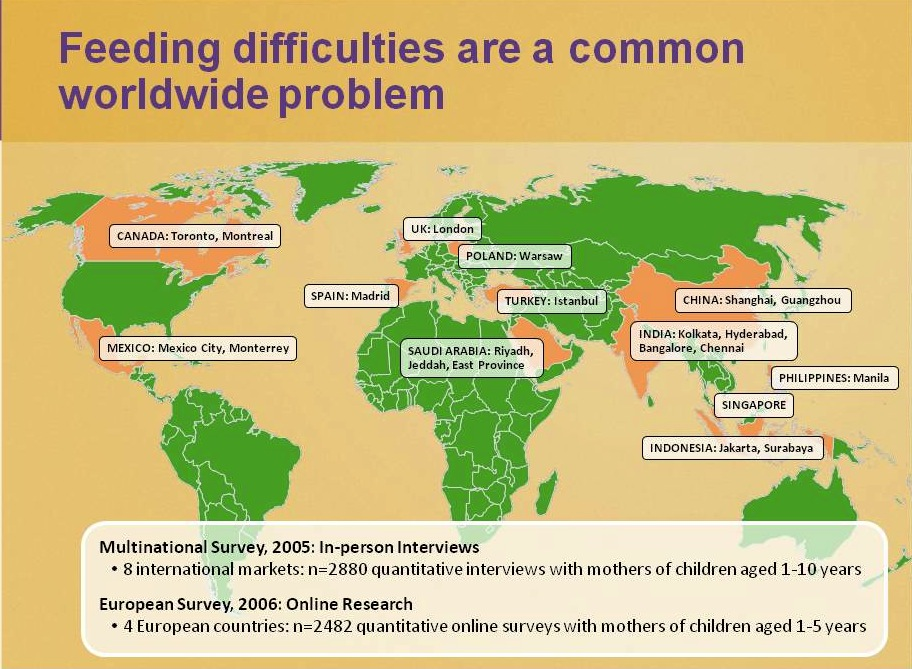 Feeding difficulties are a common
worldwide problem
CANADA: Toronto, Montreal
UK: London
POLAND: Warsaw
SPAIN: Madrid
TURKEY: Istanbul
CHINA: Shanghai, Guangzhou
MEXICO: Mexico City, Monterrey
SAUDI ARABIA: Riyadh,
Jeddah, East Province
INDIA: Kolkata, Hyderabad,
Bangalore, Chennai
PHILIPPINES: Manila
SINGAPORE
INDONESIA: Jakarta, Surabaya
Multinational Survey, 2005: In-person Interviews
• 8 international markets: n=2880 quantitative interviews with mothers of children aged 1-10 years
European Survey, 2006: Online Research
• 4 European countries: n=2482 quantitative online surveys with mothers of children aged 1-5 years